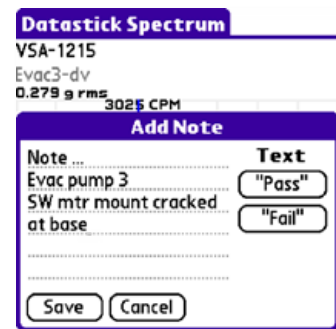 Datastick Spectrum
VSA-1215
Evac3-dv
0.279 g rms
3025 CPM
Add Note
Note ...
Evac pump 3
SW mtr mount cracked
at base
Text
"Pass"
"Fail"
Save
Cancel